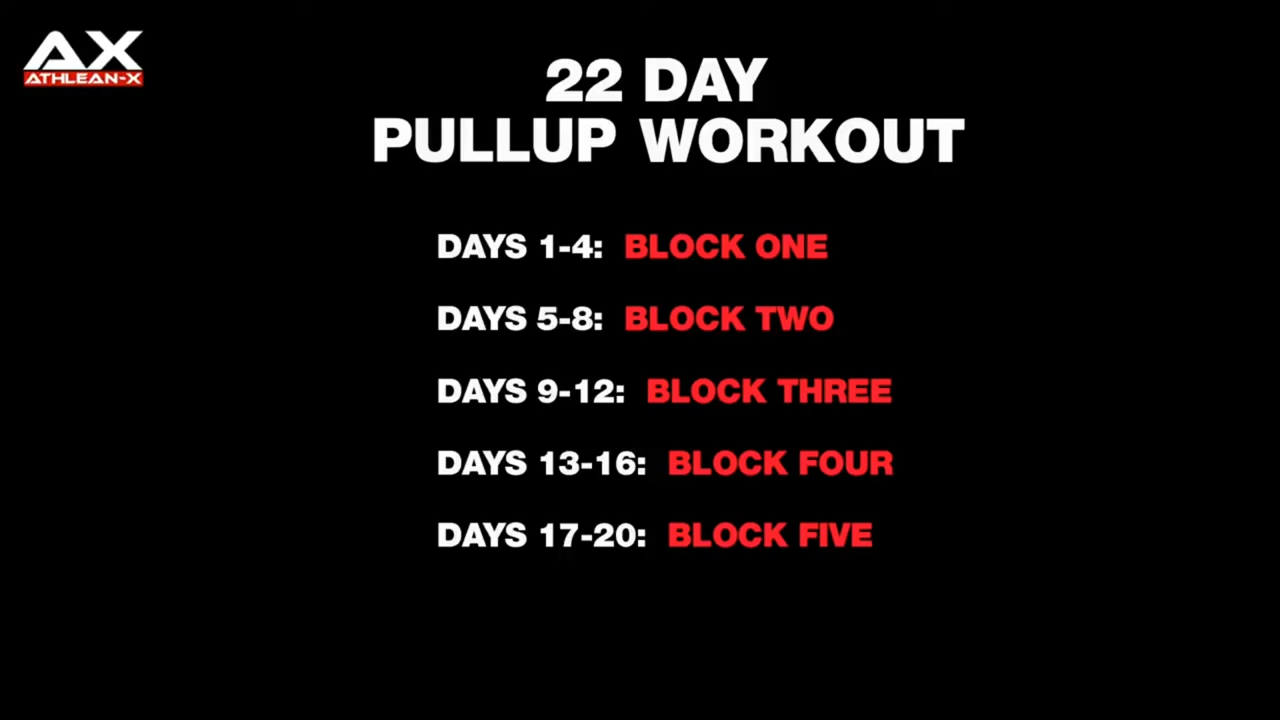 AX
ATHLEAN-X
22 DAY
PULLUP WORKOUT
DAYS 1-4: BLOCK ONE
DAYS 5-8: BLOCK TWO
DAYS 9-12: BLOCK THREE
DAYS 13-16: BLOCK FOUR
DAYS 17-20: BLOCK FIVE